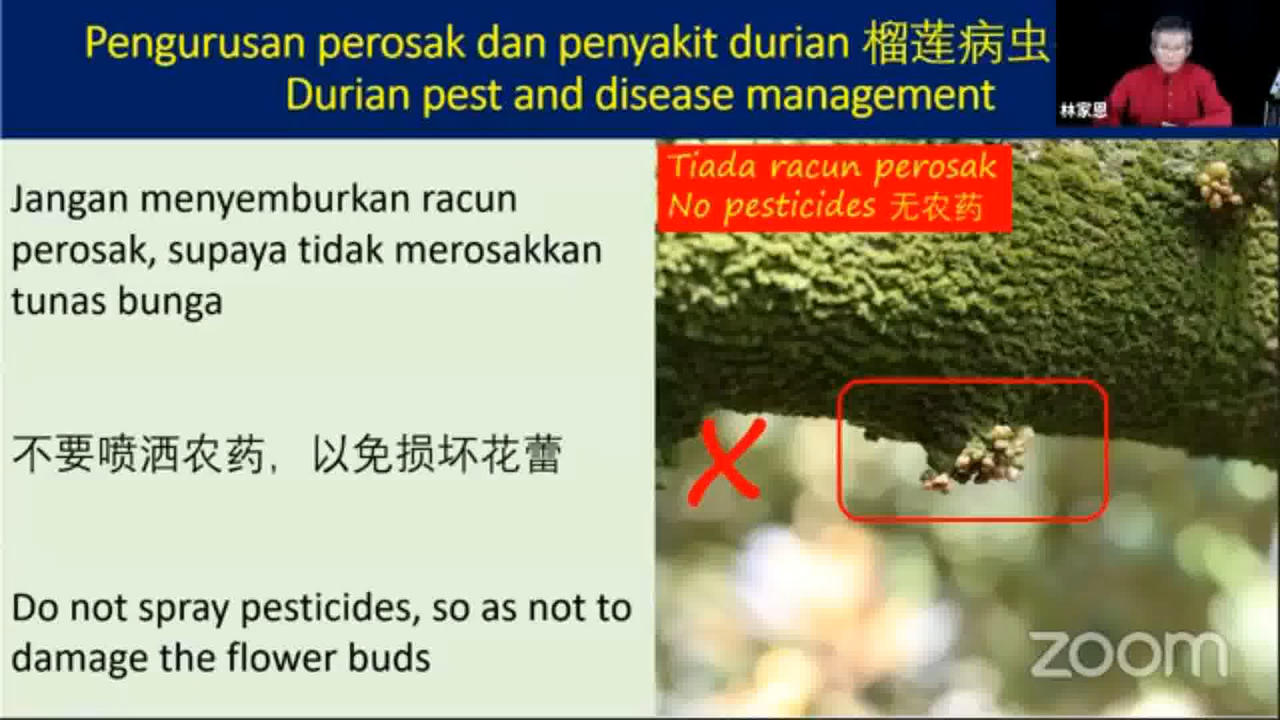 Pengurusan perosak dan penyakit durian 榴莲病虫
Durian pest and disease management
林家恩
Tiada racun perosak
No pesticides 无农药
Jangan menyemburkan racun
perosak, supaya tidak merosakkan
tunas bunga
不要喷洒农药，以免损坏花蕾
Do not spray pesticides, so as not to
damage the flower buds
zoom